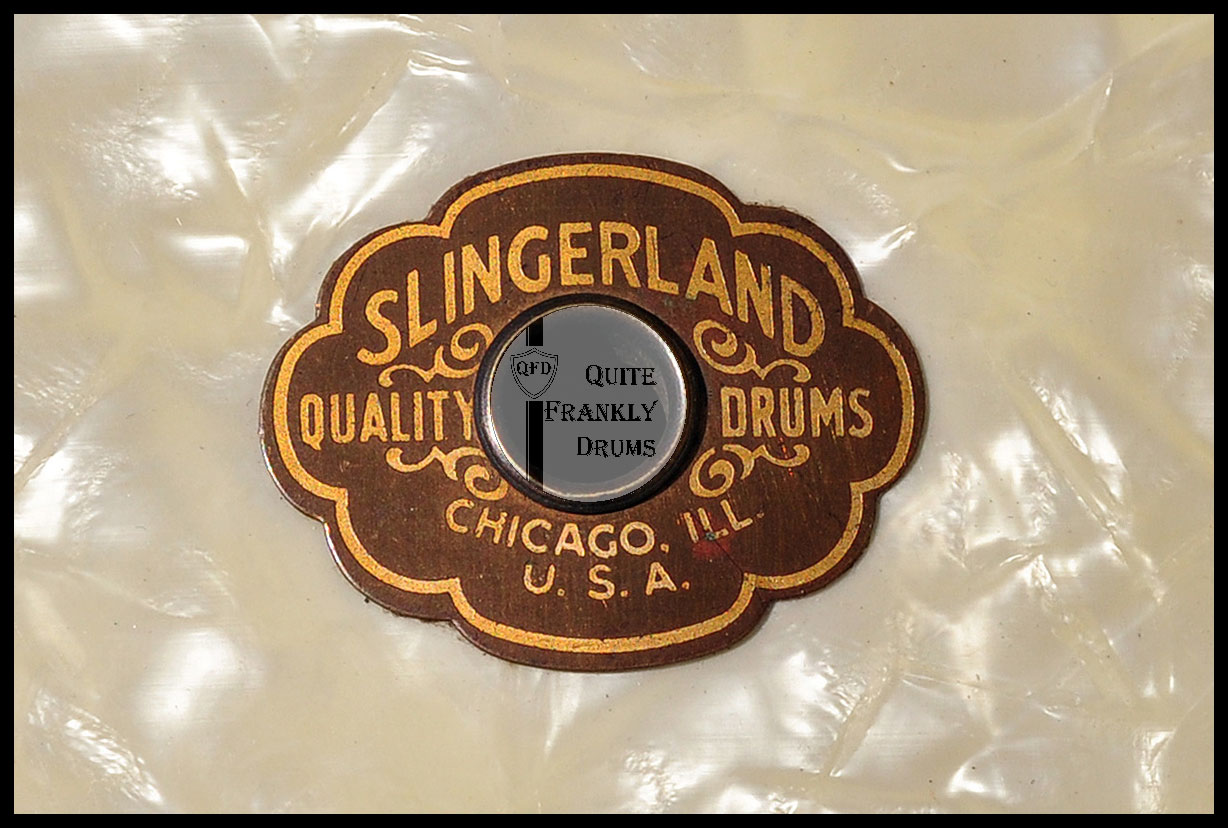 SLINGERLAND
QUALITY DRUMS
CHICAGO, ILL.
U. S. A.
QFD
QUITE
FRANKLY
DRUMS